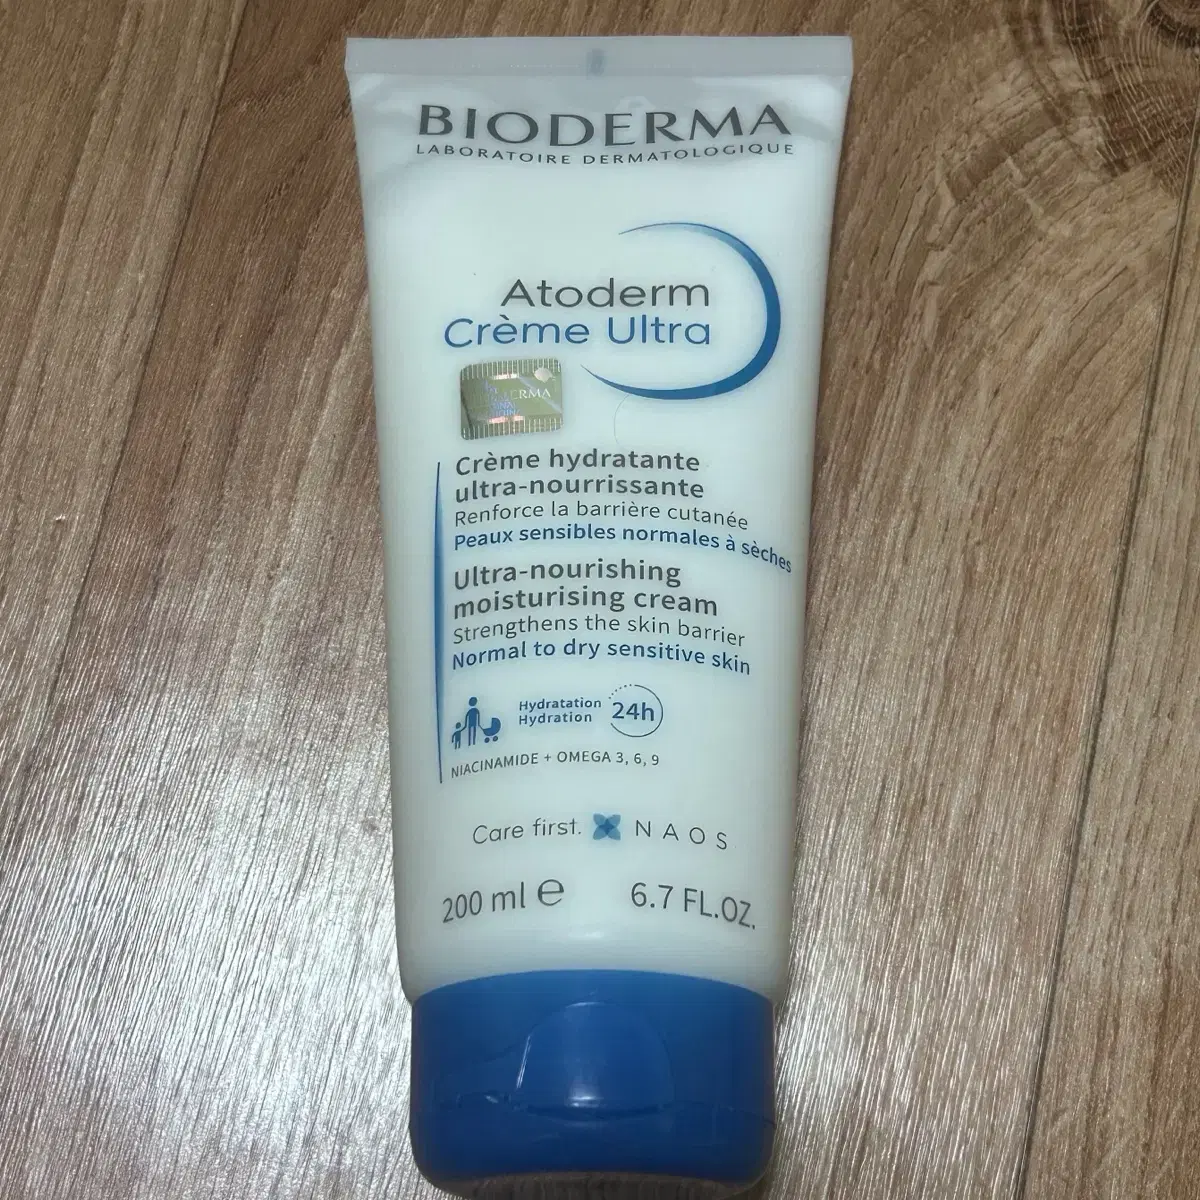 BIODERMA
LABORATOIRE DERMATOLOGIQUE
Atoderm
Crème Ultra
Crème hydratante
ultra-nourrissante
Renforce la barrière cutanée
Peaux sensibles normales à sèches
Ultra-nourishing
moisturising cream
Strengthens the skin barrier
Normal to dry sensitive skin
Hydratation
Hydration
24h
NIACINAMIDE + OMEGA 3, 6, 9
Care first. NAOS
200 ml ℮ 6.7 FL.OZ.